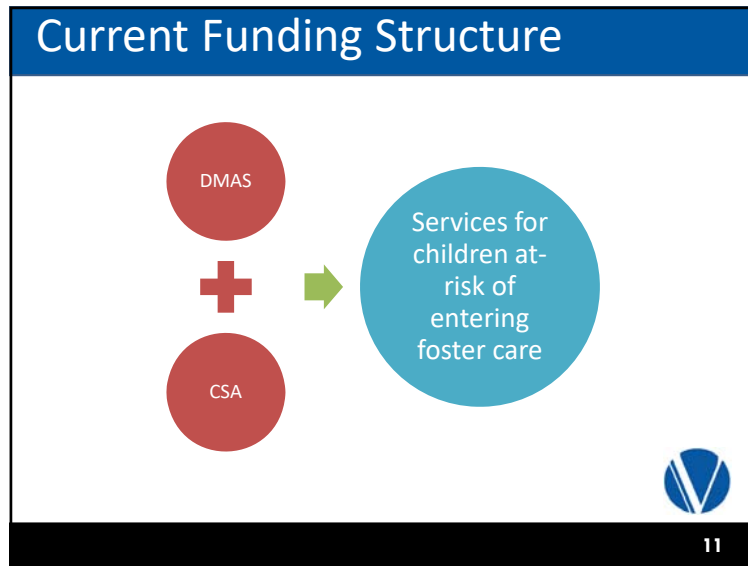 Current Funding Structure
DMAS
CSA
Services for
children at-
risk of
entering
foster care
11